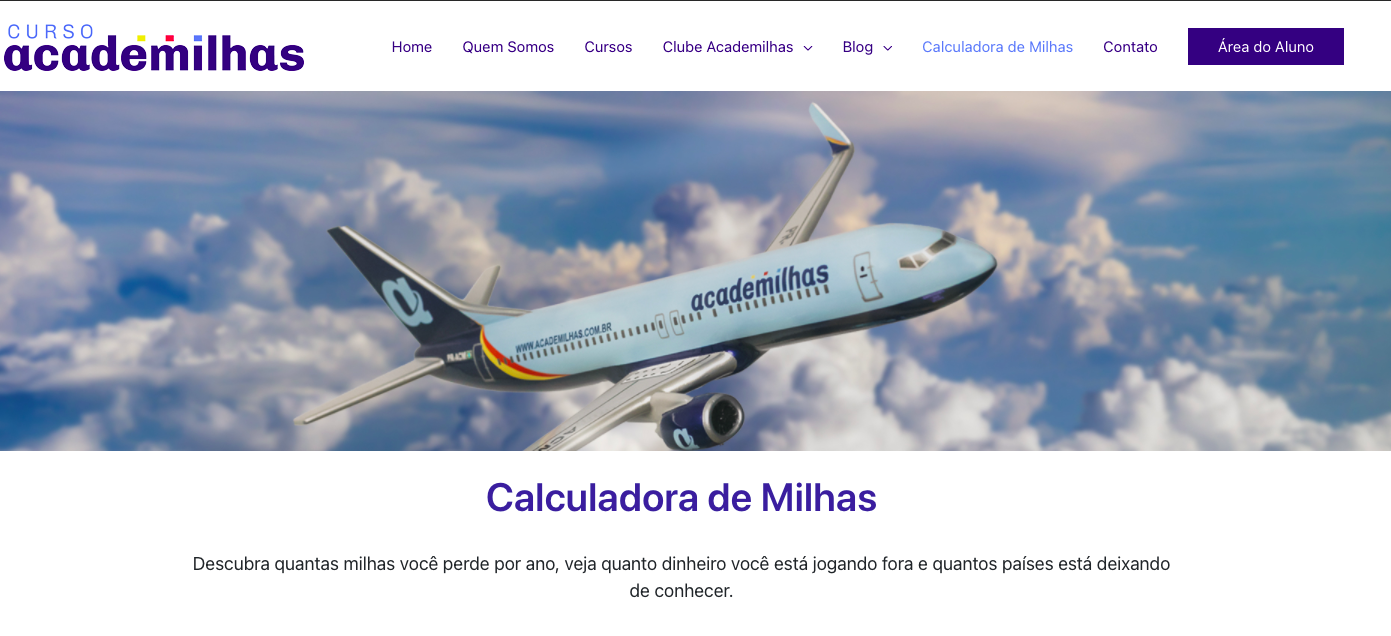 CURSO
academilhas
Home Quem Somos Cursos Clube Academilhas Blog Calculadora de Milhas Contato Área do Aluno
academilhas
WWW.ACADEMILHAS.COM.BR
Calculadora de Milhas
Descubra quantas milhas você perde por ano, veja quanto dinheiro você está jogando fora e quantos países está deixando
de conhecer.